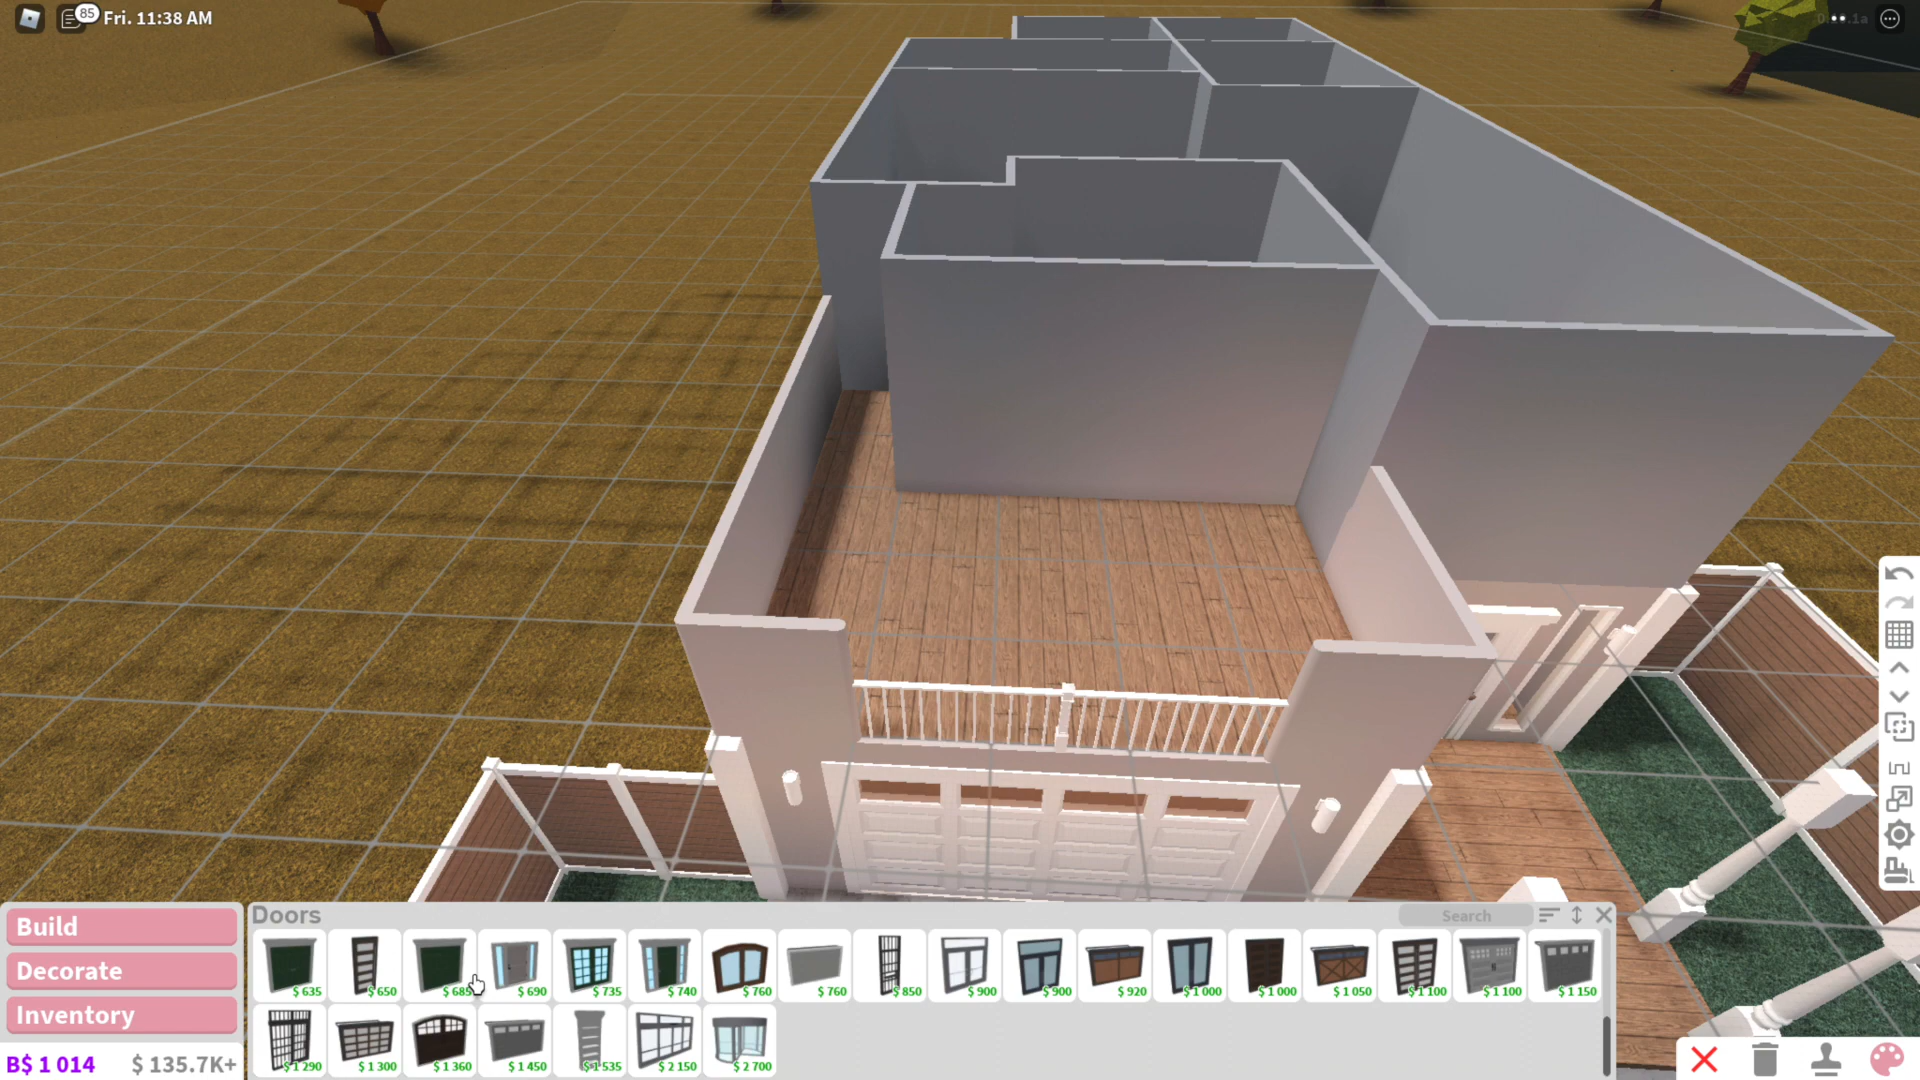 85 Fri. 11:38 AM
Build
Decorate
Inventory
B$ 1 014 $ 135.7K+
Doors
Search
$ 635 $ 650 $ 685 $ 690 $ 735 $ 740 $ 760 $ 760 $ 850 $ 900 $ 900 $ 920 $ 1 000 $ 1 000 $ 1 050 $ 1 100 $ 1 100 $ 1 150
$ 1 290 $ 1 300 $ 1 360 $ 1 450 $ 1 535 $ 2 150 $ 2 700